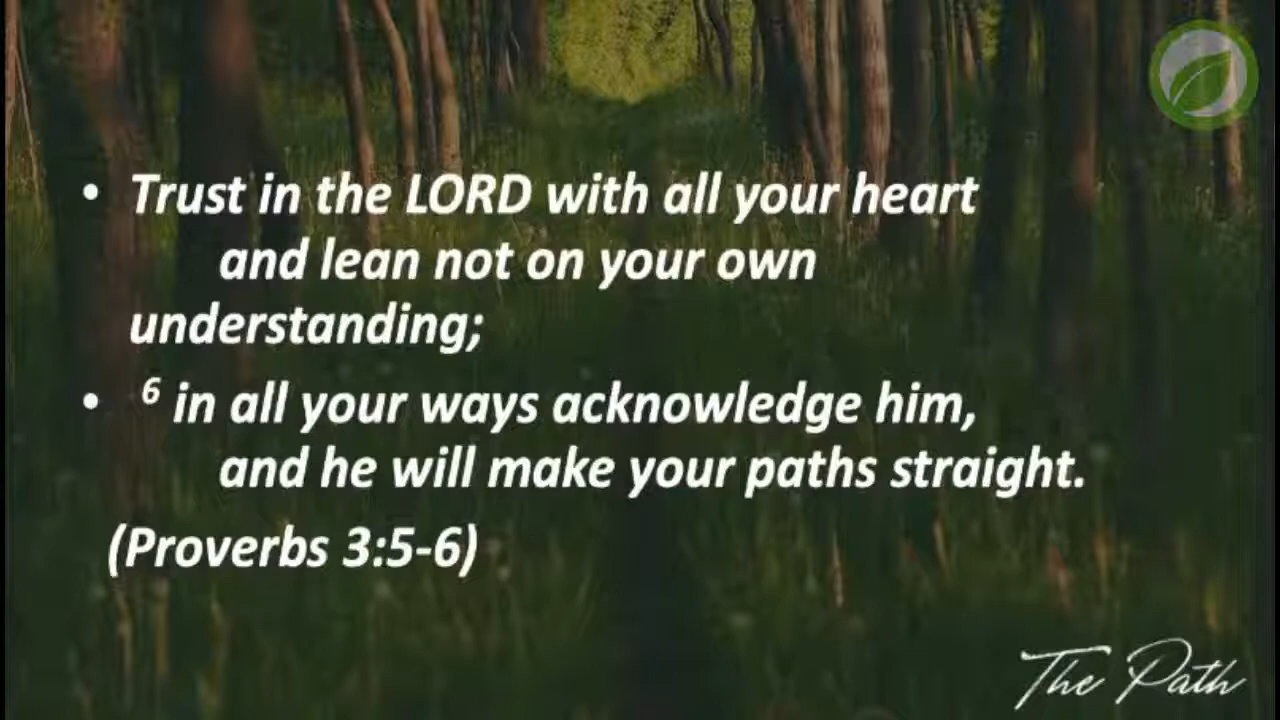 • Trust in the LORD with all your heart
and lean not on your own
understanding;
• 6 in all your ways acknowledge him,
and he will make your paths straight.
(Proverbs 3:5-6)
The Path